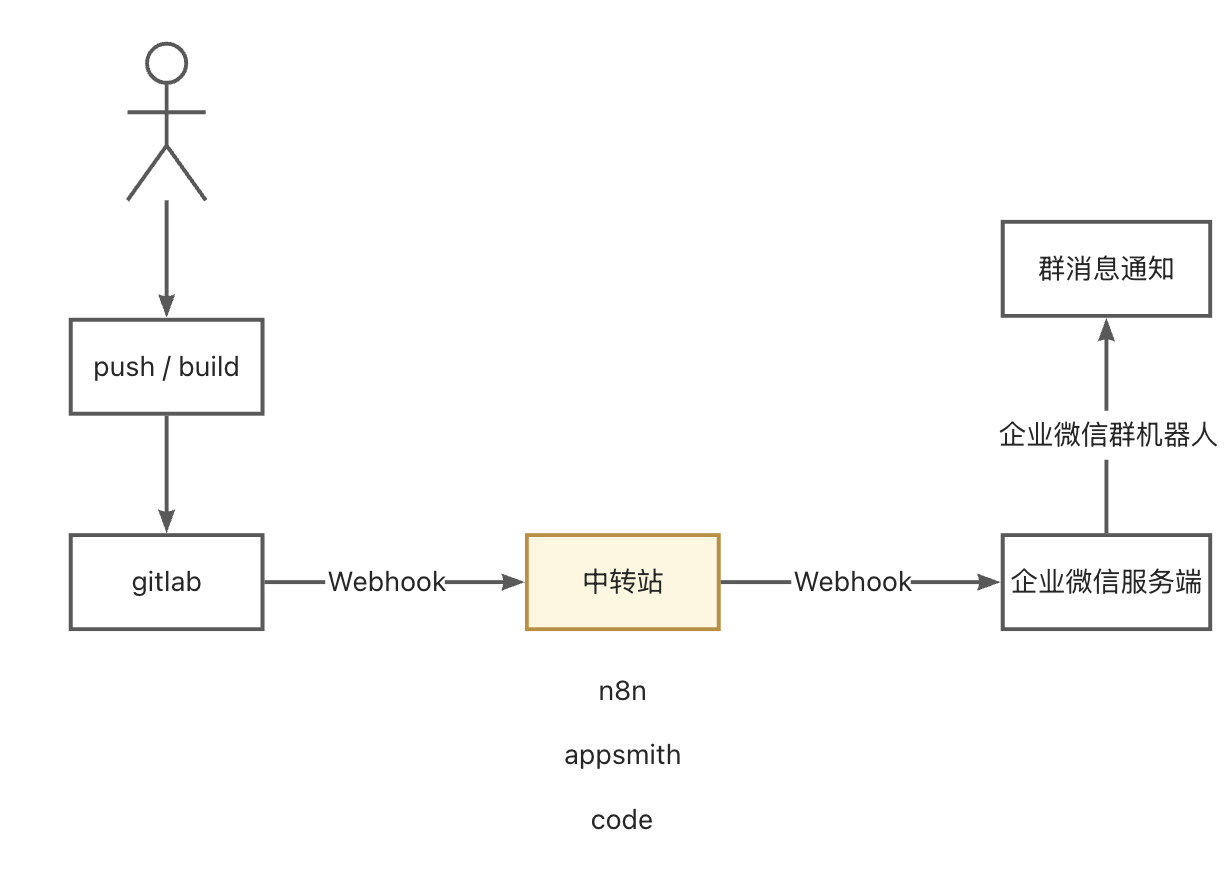 群消息通知
push / build
企业微信群机器人
gitlab
Webhook
中转站
Webhook
企业微信服务端
n8n
appsmith
code